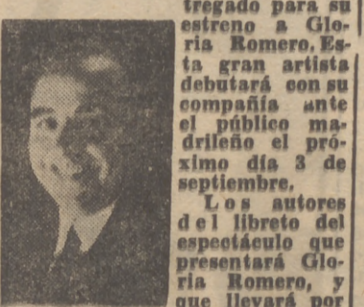 tregado para su
estreno a Glo-
ria Romero. Es-
ta gran artista
debutará con su
compañía ante
el público ma-
drileño el pró-
ximo día 3 de
septiembre.
Los autores
del libreto del
espectáculo que
presentará Glo-
ria Romero, y
que llevará por